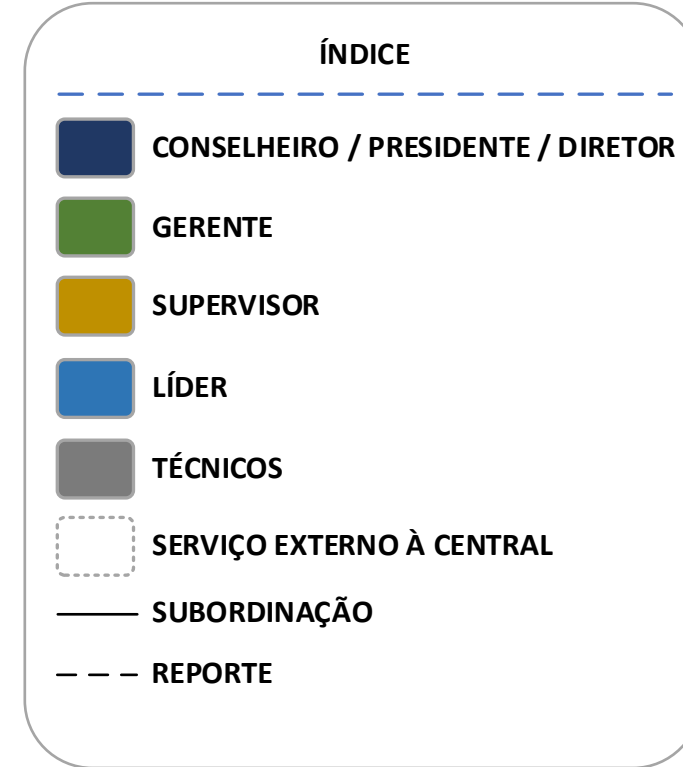 ÍNDICE
CONSELHEIRO / PRESIDENTE / DIRETOR
GERENTE
SUPERVISOR
LÍDER
TÉCNICOS
SERVIÇO EXTERNO À CENTRAL
SUBORDINAÇÃO
REPORTE